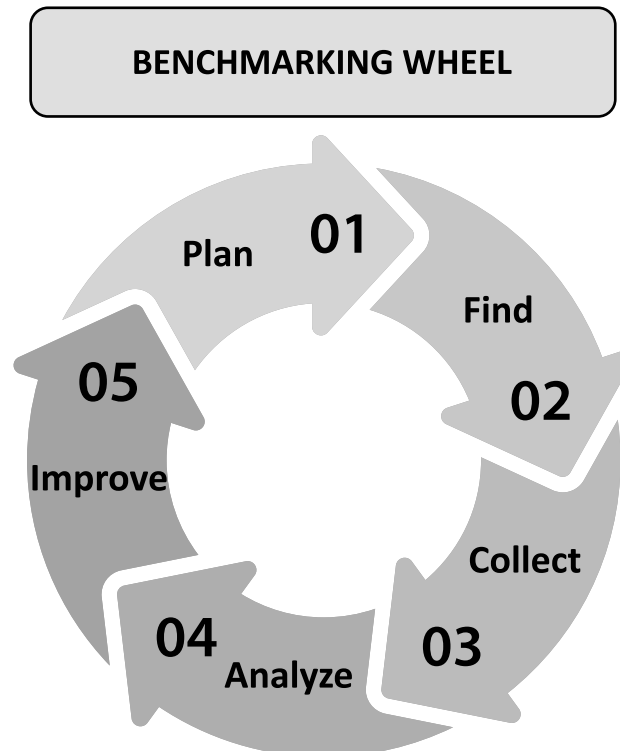 BENCHMARKING WHEEL
Plan
01
Find
02
Collect
03
Analyze
04
Improve
05